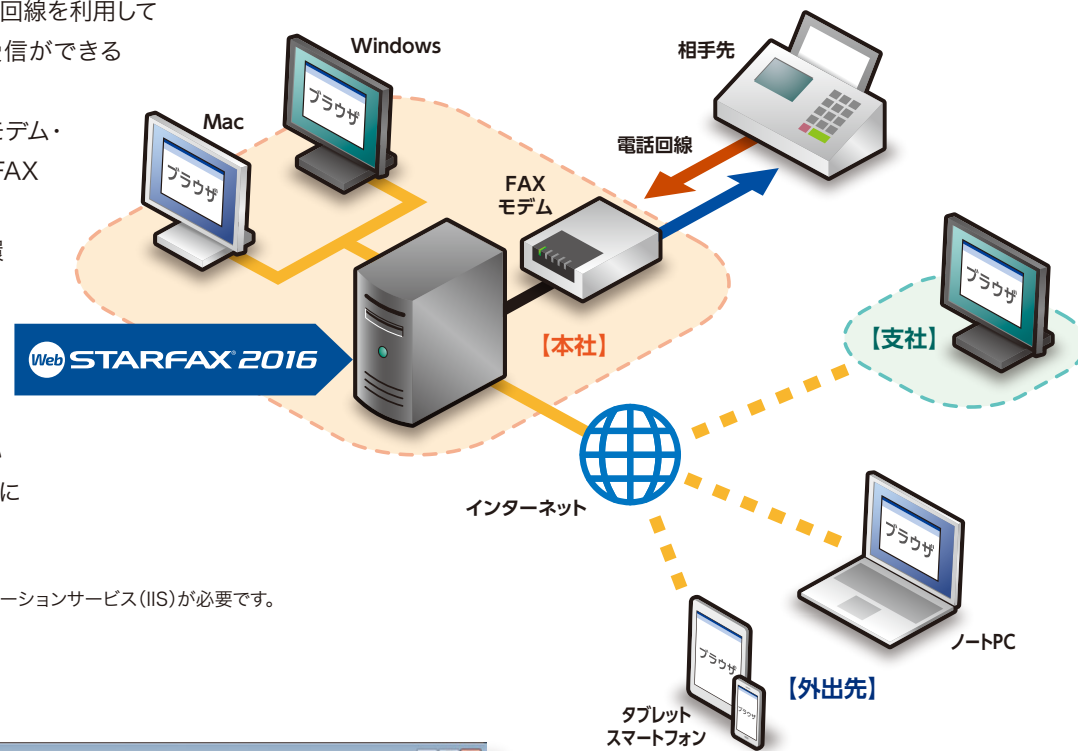 回線を利用して
信ができる
モデム・
FAX
に
ーションサービス(IIS)が必要です。
Windows
ブラウザ
Mac
ブラウザ
相手先
電話回線
FAX
モデム
Web STARFAX® 2016
【本社】
【支社】
ブラウザ
インターネット
ブラウザ
ノートPC
【外出先】
ブラウザ
ブラウザ
タブレット
スマートフォン